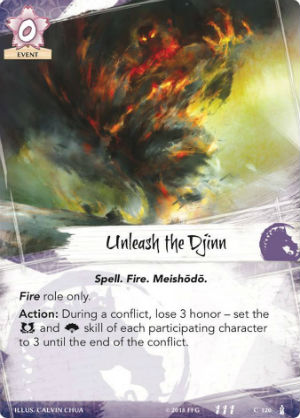 0
EVENT
Unleash the Djinn
Spell. Fire. Meishōdō.
Fire role only.
Action: During a conflict, lose 3 honor – set the
and skill of each participating character
to 3 until the end of the conflict.
ILLUS. CALVIN CHUA
©2018 FFG
C 120